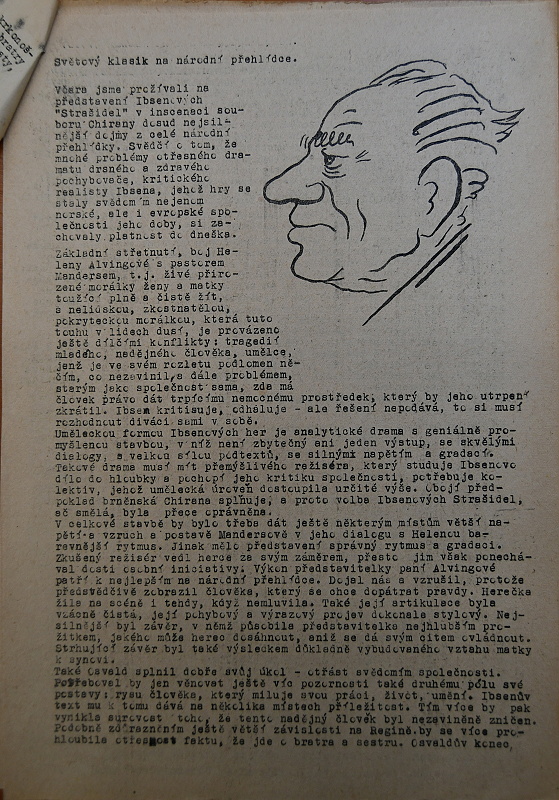 krkonoš-
bratry
sty,
Světový klasik na národní přehlídce.
Včera jsme prožívali na
představení Ibsenových
"Strašidel" v inscenaci sou-
boru Chirany dosud nejsil-
nější dojmy z celé národní
přehlídky. Svědčí o tom, že
mnohé problémy otřesného dra-
matu drsného a zdravého
pochybovače, kritického
realisty Ibsena, jehož hry se
staly svědomím nejenom
norské, ale i evropské spo-
lečnosti jeho doby, si za-
chovaly platnost do dneška.
Základní střetnutí, boj He-
leny Alvingové s pastorem
Mandersem, t.j. živé přiro-
zené morálky ženy a matky
toužící plně a čistě žít,
s nelidskou, zkostnatělou,
pokryteckou morálkou, která tuto
touhu v lidech dusí, je provázeno
ještě dílčími konflikty: tragedií
mladého, nadějného člověka, umělce,
jenž je ve svém rozletu podlomen ně-
čím, co nezavinil, a dále problémem,
starým jako společnost sama, zda má
člověk právo dát trpícímu nemocnému prostředek, který by jeho utrpení
zkrátil. Ibsen kritisuje, odhaluje - ale řešení nepodává, to si musí
rozhodnout diváci sami v sobě.
Uměleckou formou Ibsenových her je analytické drama s geniálně pro-
myšlenou stavbou, v níž není zbytečný ani jeden výstup, se skvělými
dialogy, a velkou silou podtextů, se silnými napětím a gradací.
Takové drama musí mít přemýšlivého režiséra, který studuje Ibsenovo
dílo do hloubky a pochopí jeho kritiku společnosti, potřebuje ko-
lektiv, jehož umělecká úroveň dostoupila určité výše. Obojí před-
poklad brněnská Chirana splňuje, a proto volba Ibsenových Strašidel,
ač smělá, byla přece oprávněna.
V celkové stavbě by bylo třeba dát ještě některým místům větší na-
pětí a vzruch a postavě Mandersově v jeho dialogu s Helenou ba-
revnější rytmus. Jinak mělo představení správný rytmus a gradaci.
Zkušený režisér vedl herce za svým záměrem, přesto jim však ponechá-
val dosti osobní iniciativy. Výkon představitelky paní Alvingové
patří k nejlepším na národní přehlídce. Dojal nás a vzrušil, protože
předsvědčivě zobrazil člověka, který se chce dopátrat pravdy. Herečka
žila na scéně i tehdy, když nemluvila. Také její artikulace byla
vzácně čistá, její pohybový a výrazový projev dokonale stylový. Nej-
silnější byl závěr, v němž působila představitelka nejhlubším pro-
žitkem, jakého může herec dosáhnout, aniž se dá svým citem ovládnout.
Strhující závěr byl také výsledkem důkladně vybudovaného vztahu matky
k synovi.
Také Osvald splnil dobře svůj úkol - otřást svědomím společnosti.
Potřeboval by jen věnovat ještě víc pozornosti také druhému pólu své
postavy: rysu člověka, který miluje svou práci, život, umění. Ibsenův
text mu k tomu dává na několika místech příležitost. Tím více by pak
vynikla surovost toho, že tento nadějný člověk byl nezaviněně zničen.
Podobně zdůrazněním ještě větší závislosti na Regině by se více pro-
hloubila otřesnost faktu, že jde o bratra a sestru. Osvaldův konec,